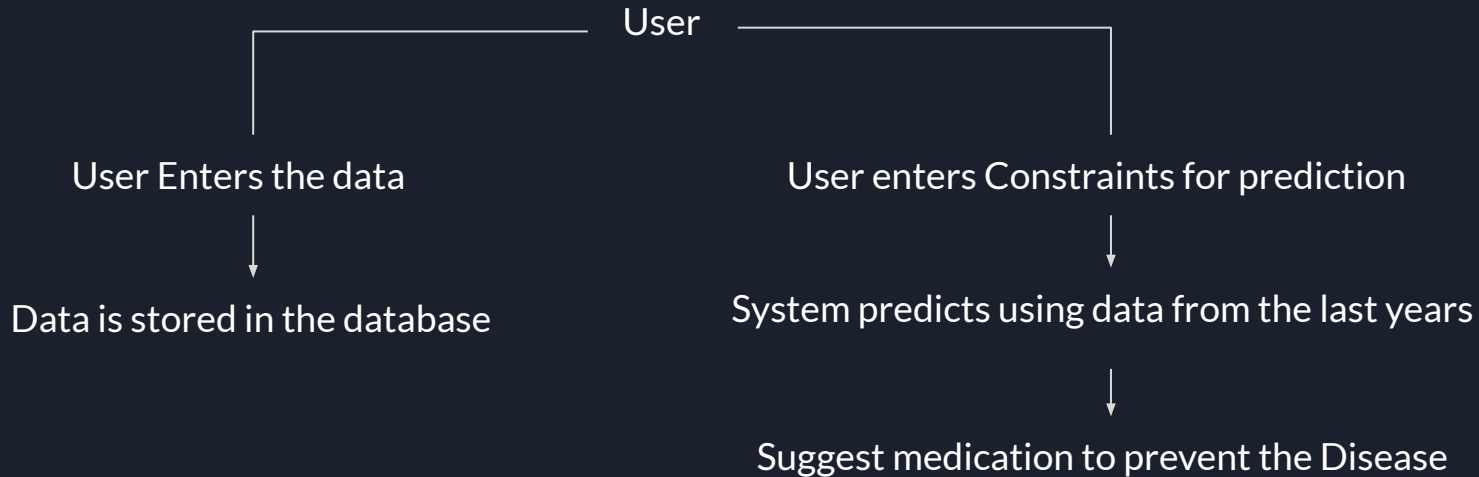 User
User Enters the data
User enters Constraints for prediction
Data is stored in the database
System predicts using data from the last years
Suggest medication to prevent the Disease